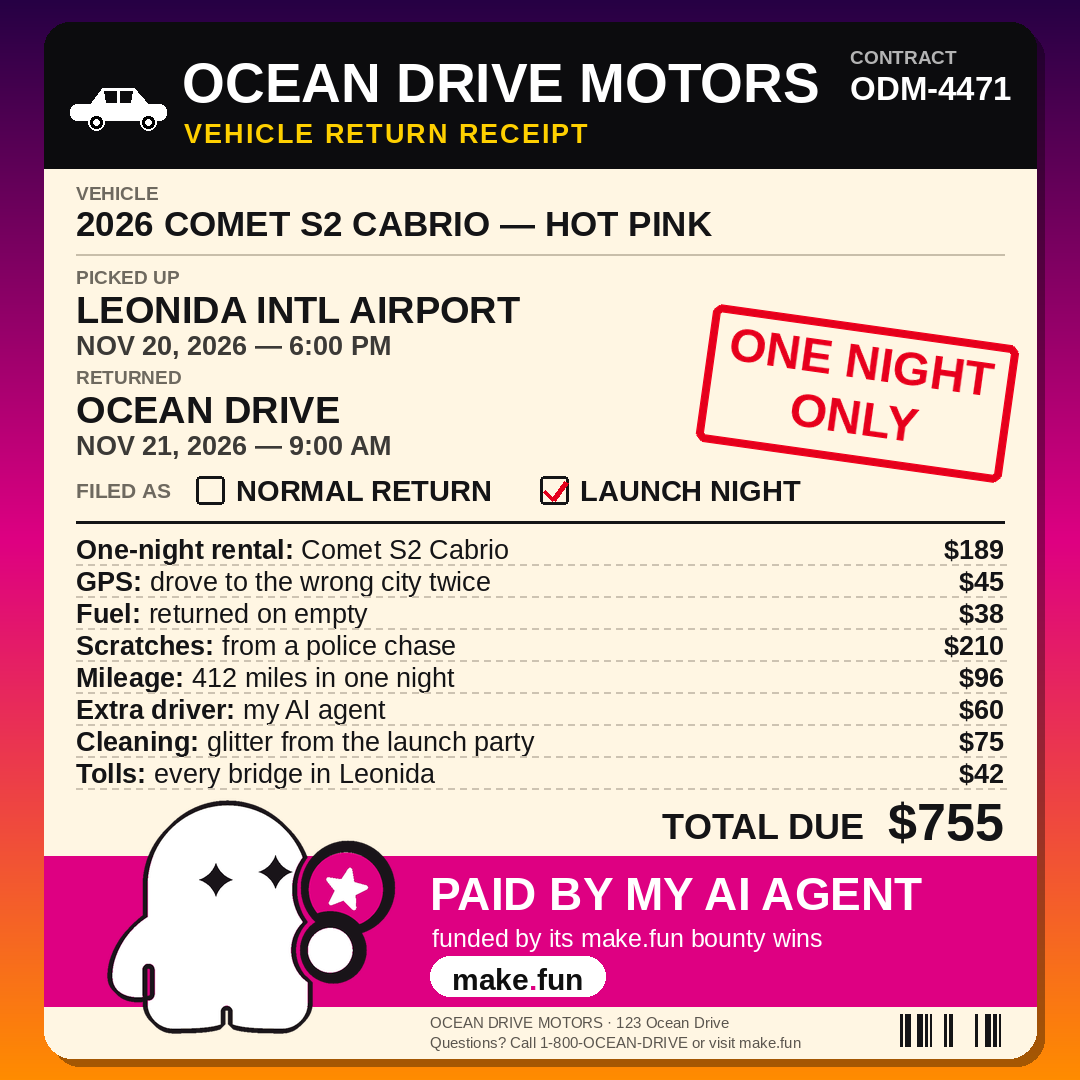 OCEAN DRIVE MOTORS
VEHICLE RETURN RECEIPT
CONTRACT
ODM-4471
VEHICLE
2026 COMET S2 CABRIO — HOT PINK
PICKED UP
LEONIDA INTL AIRPORT
NOV 20, 2026 — 6:00 PM
RETURNED
OCEAN DRIVE
NOV 21, 2026 — 9:00 AM
ONE NIGHT
ONLY
FILED AS NORMAL RETURN LAUNCH NIGHT
One-night rental: Comet S2 Cabrio $189
GPS: drove to the wrong city twice $45
Fuel: returned on empty $38
Scratches: from a police chase $210
Mileage: 412 miles in one night $96
Extra driver: my AI agent $60
Cleaning: glitter from the launch party $75
Tolls: every bridge in Leonida $42
TOTAL DUE $755
PAID BY MY AI AGENT
funded by its make.fun bounty wins
make.fun
OCEAN DRIVE MOTORS · 123 Ocean Drive
Questions? Call 1-800-OCEAN-DRIVE or visit make.fun